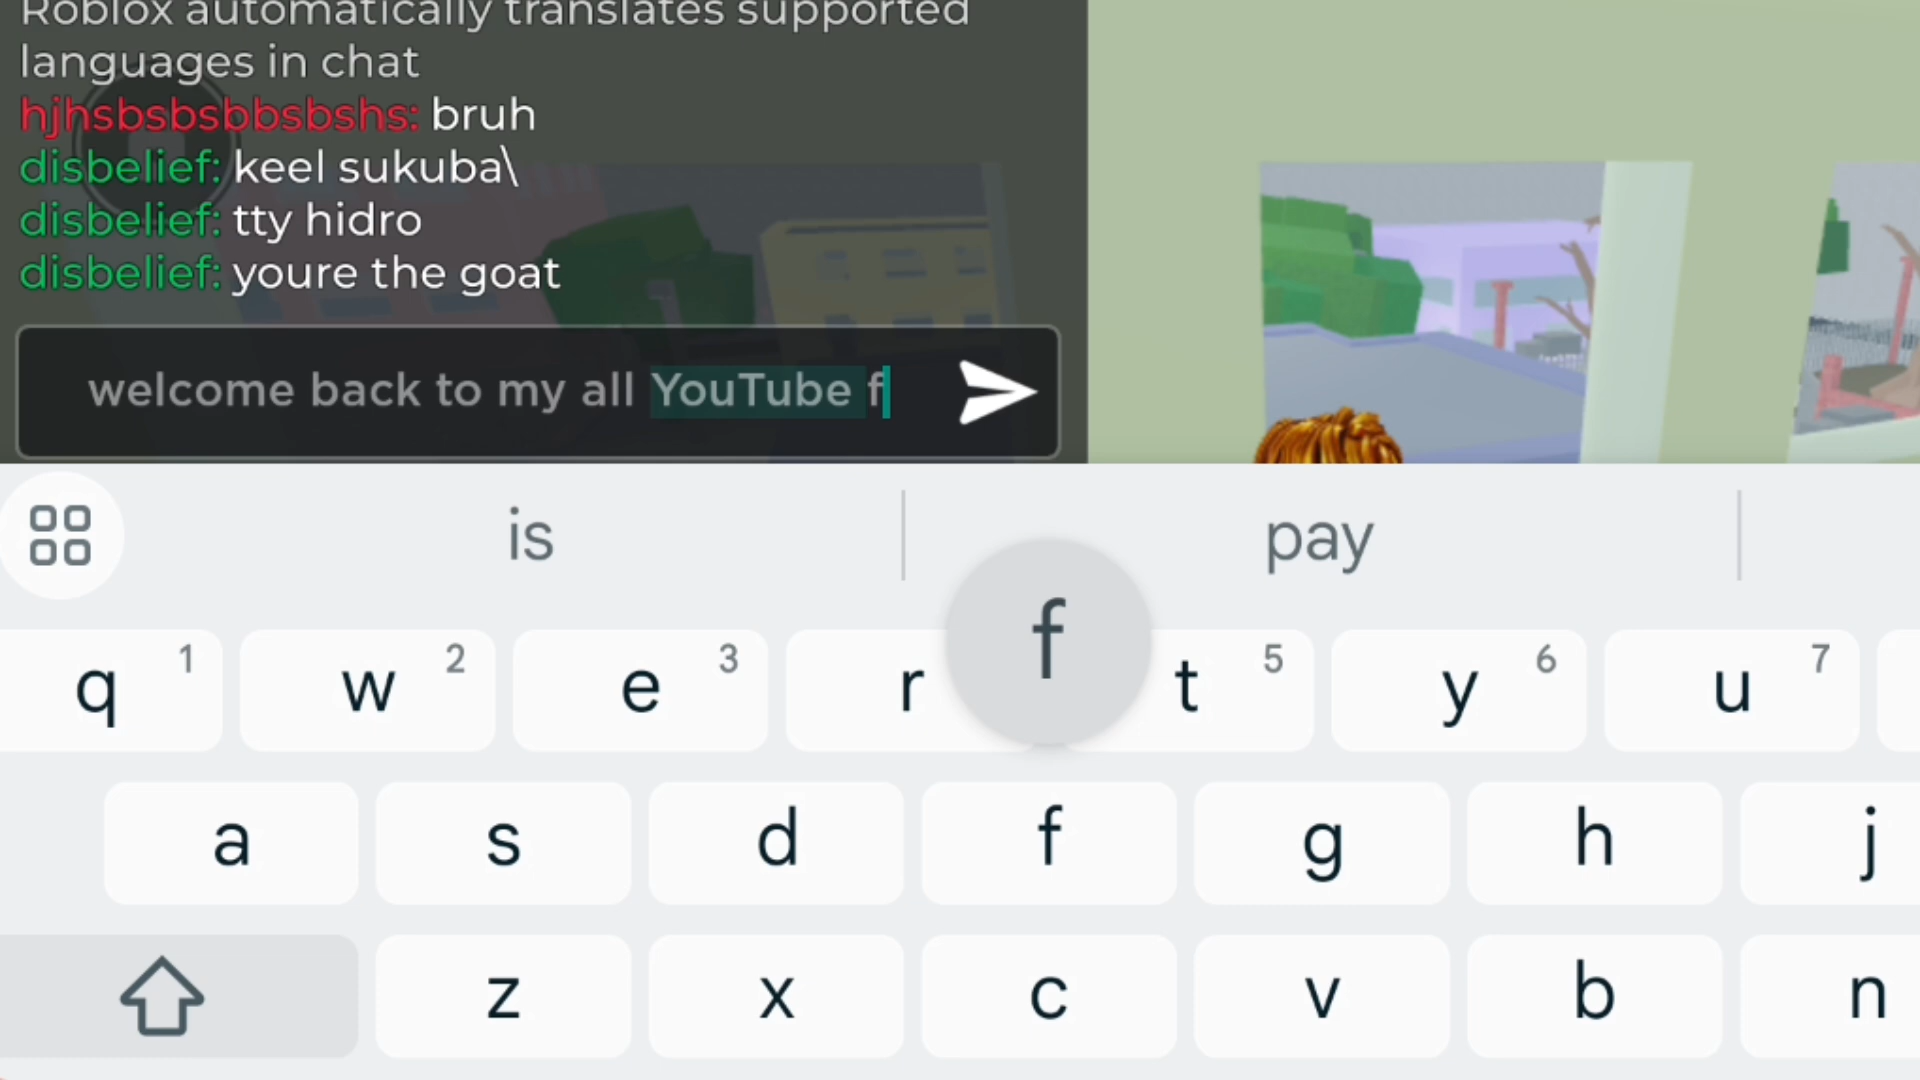 Roblox automatically translates supported
languages in chat
hjhsbsbsbbsbshs: bruh
disbelief: keel sukuba\
disbelief: tty hidro
disbelief: youre the goat
welcome back to my all YouTube f
is pay
f
q 1 w 2 e 3 r t 5 y 6 u 7
a s d f g h j
z x c v b n